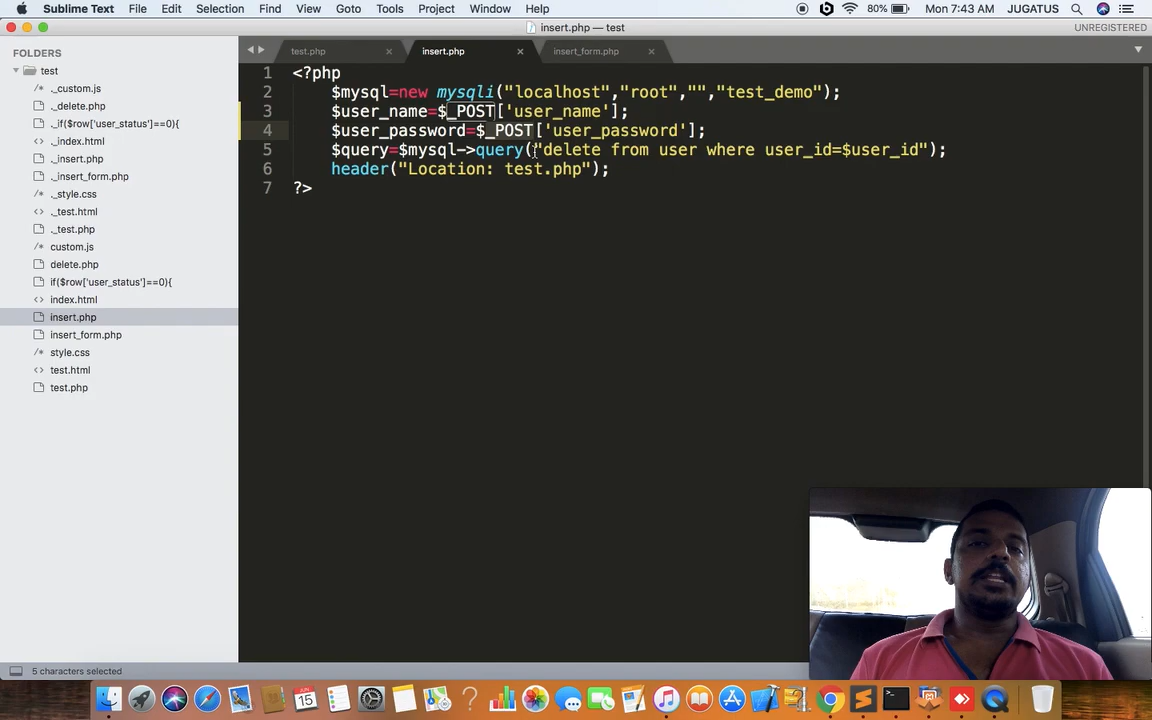 Sublime Text File Edit Selection Find View Goto Tools Project Window Help 80% Mon 7:43 AM JUGATUS
insert.php — test UNREGISTERED
FOLDERS
test
._custom.js
._delete.php
._if($row['user_status']==0){
._index.html
._insert.php
._insert_form.php
._style.css
._test.html
._test.php
custom.js
delete.php
if($row['user_status']==0){
index.html
insert.php
insert_form.php
style.css
test.html
test.php
test.php insert.php insert_form.php
1 <?php
2 $mysql=new mysqli("localhost","root","","test_demo");
3 $user_name=$_POST['user_name'];
4 $user_password=$_POST['user_password'];
5 $query=$mysql->query("delete from user where user_id=$user_id");
6 header("Location: test.php");
7 ?>
5 characters selected
JUN
15